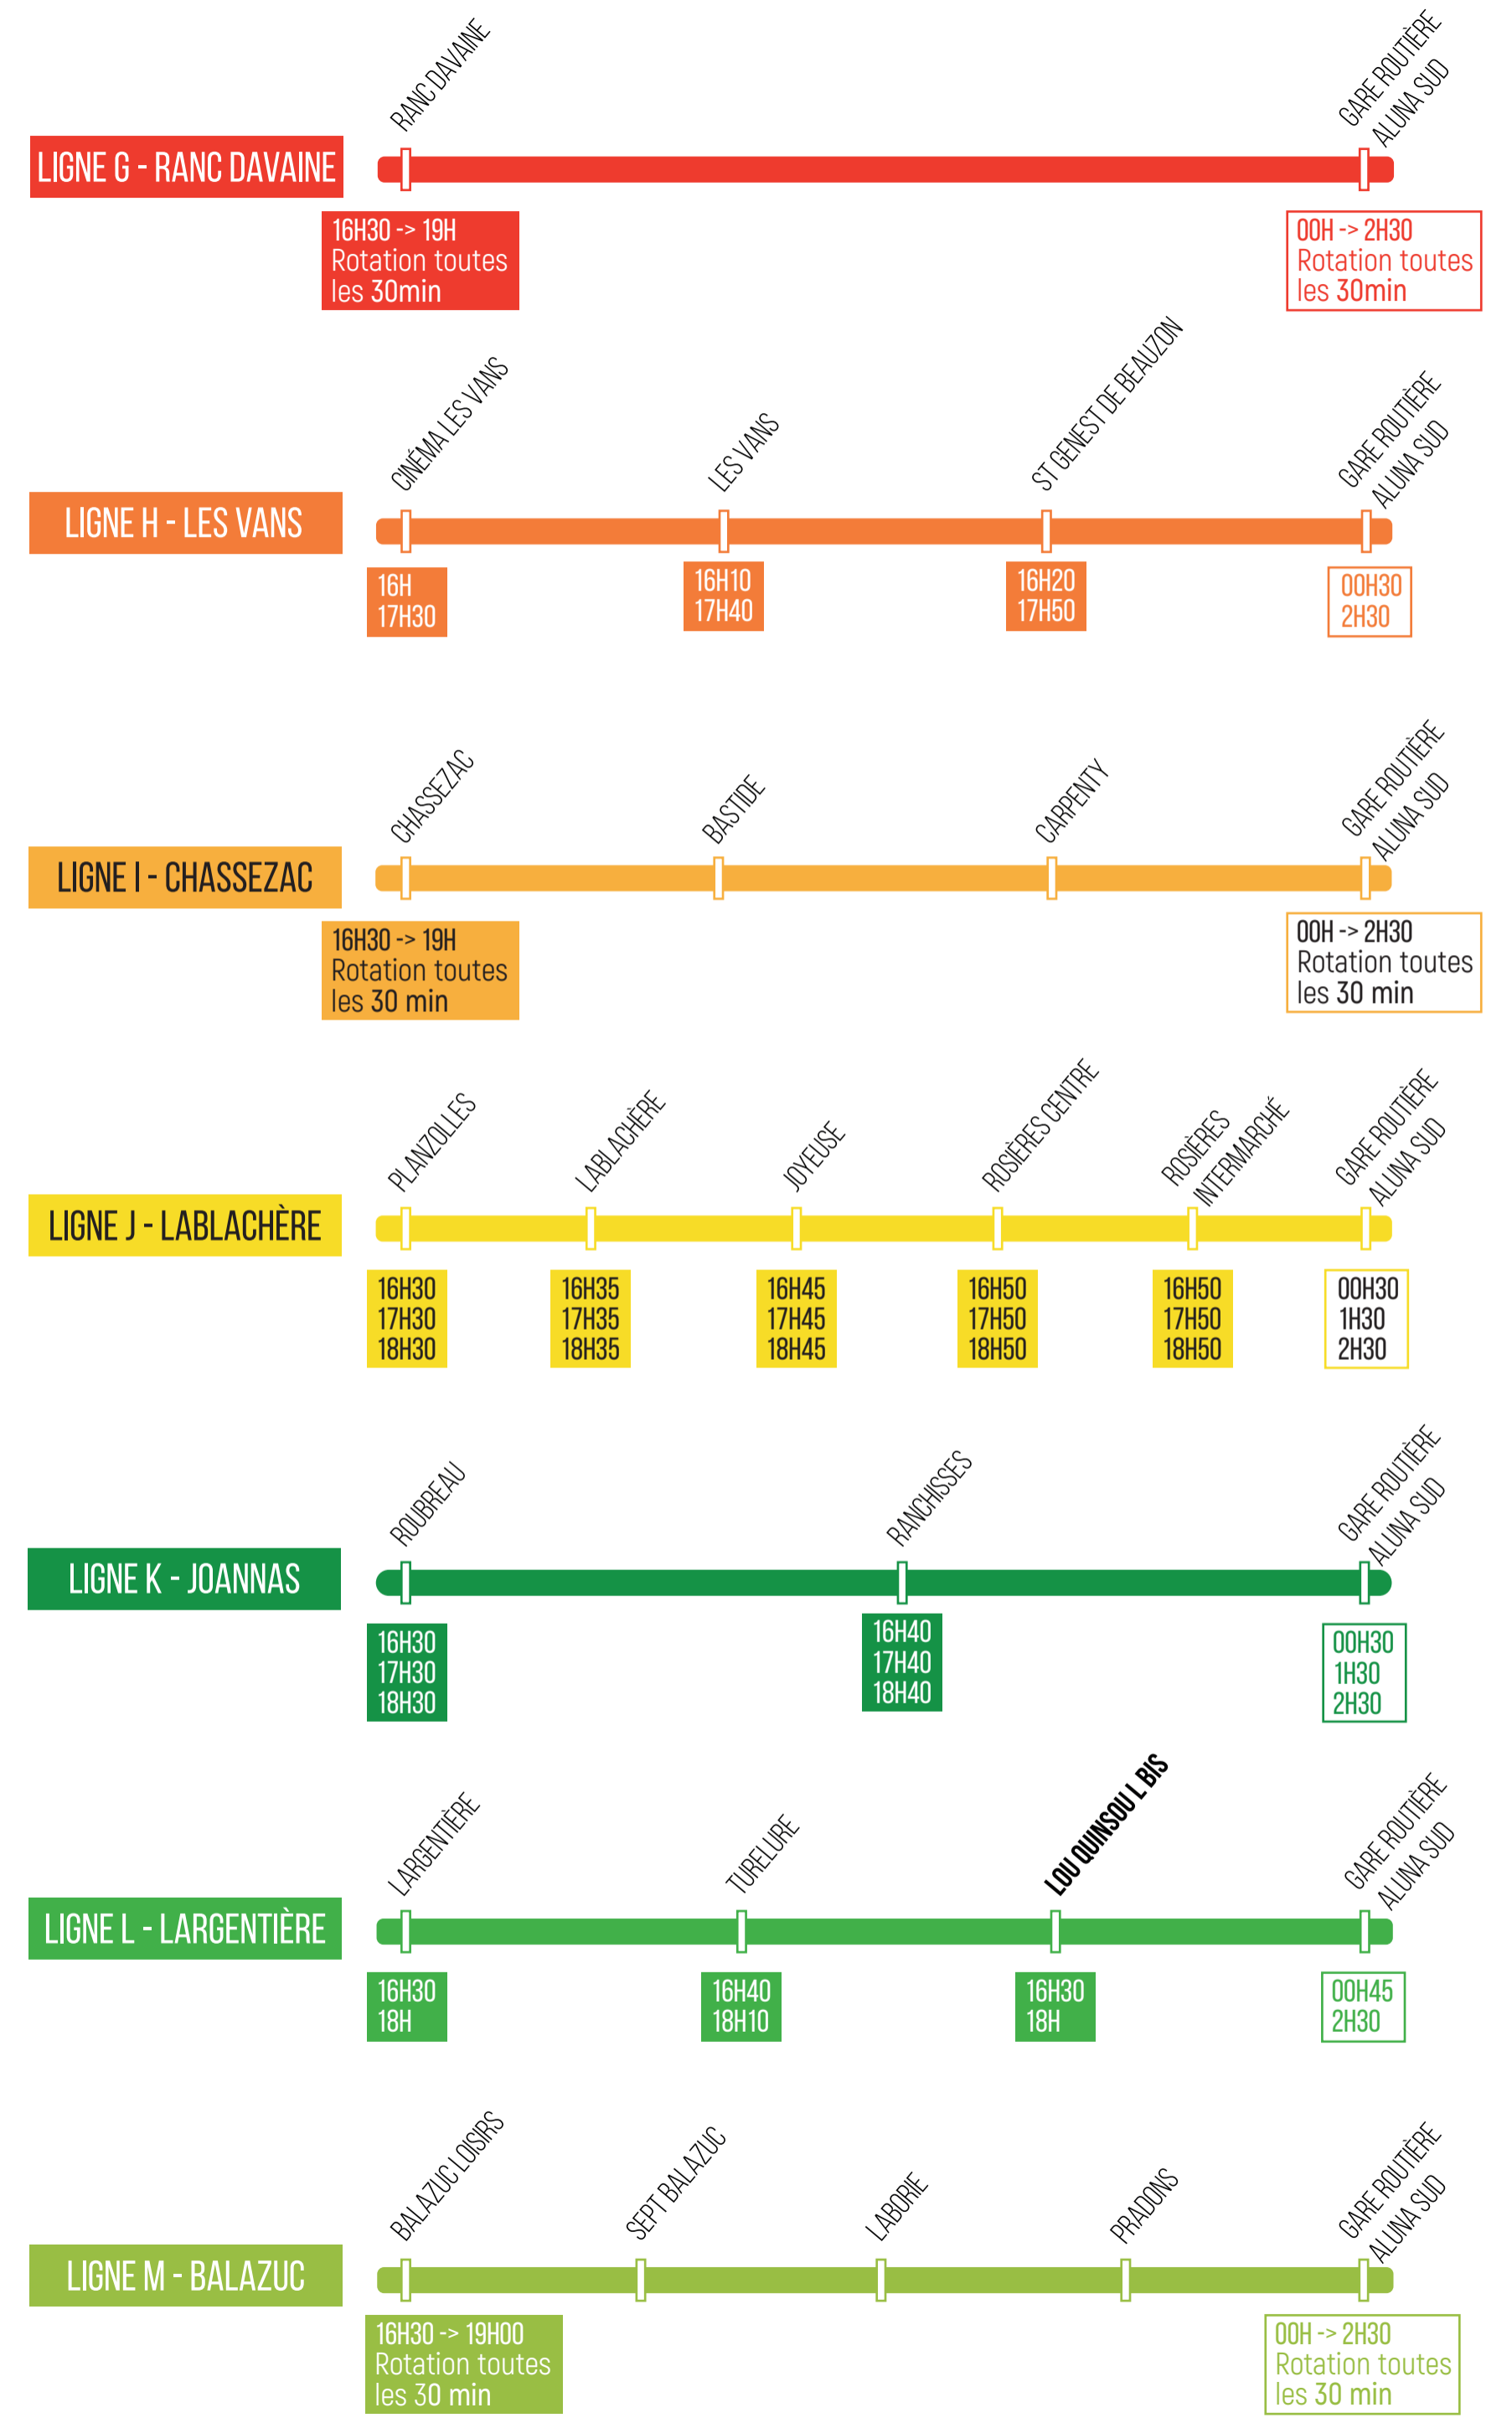 RANC DAVAINE
GARE ROUTIÈRE
ALUNA SUD
LIGNE G - RANC DAVAINE
16H30 -> 19H
Rotation toutes
les 30min
00H -> 2H30
Rotation toutes
les 30min
CINÉMA LES VANS
LES VANS
ST GENEST DE BEAUZON
GARE ROUTIÈRE
ALUNA SUD
LIGNE H - LES VANS
16H
17H30
16H10
17H40
16H20
17H50
00H30
2H30
CHASSEZAC
BASTIDE
CARPENTY
GARE ROUTIÈRE
ALUNA SUD
LIGNE I - CHASSEZAC
16H30 -> 19H
Rotation toutes
les 30 min
00H -> 2H30
Rotation toutes
les 30 min
PLANZOLLES
LABLACHÈRE
JOYEUSE
ROSIÈRES CENTRE
ROSIÈRES
INTERMARCHÉ
GARE ROUTIÈRE
ALUNA SUD
LIGNE J - LABLACHÈRE
16H30
17H30
18H30
16H35
17H35
18H35
16H45
17H45
18H45
16H50
17H50
18H50
16H50
17H50
18H50
00H30
1H30
2H30
ROUBREAU
RANCHISSES
GARE ROUTIÈRE
ALUNA SUD
LIGNE K - JOANNAS
16H30
17H30
18H30
16H40
17H40
18H40
00H30
1H30
2H30
LARGENTIÈRE
TURELURE
LOU QUINSOU L BIS
GARE ROUTIÈRE
ALUNA SUD
LIGNE L - LARGENTIÈRE
16H30
18H
16H40
18H10
16H30
18H
00H45
2H30
BALAZUC LOISIRS
SEPT BALAZUC
LABORIE
PRADONS
GARE ROUTIÈRE
ALUNA SUD
LIGNE M - BALAZUC
16H30 -> 19H00
Rotation toutes
les 30 min
00H -> 2H30
Rotation toutes
les 30 min